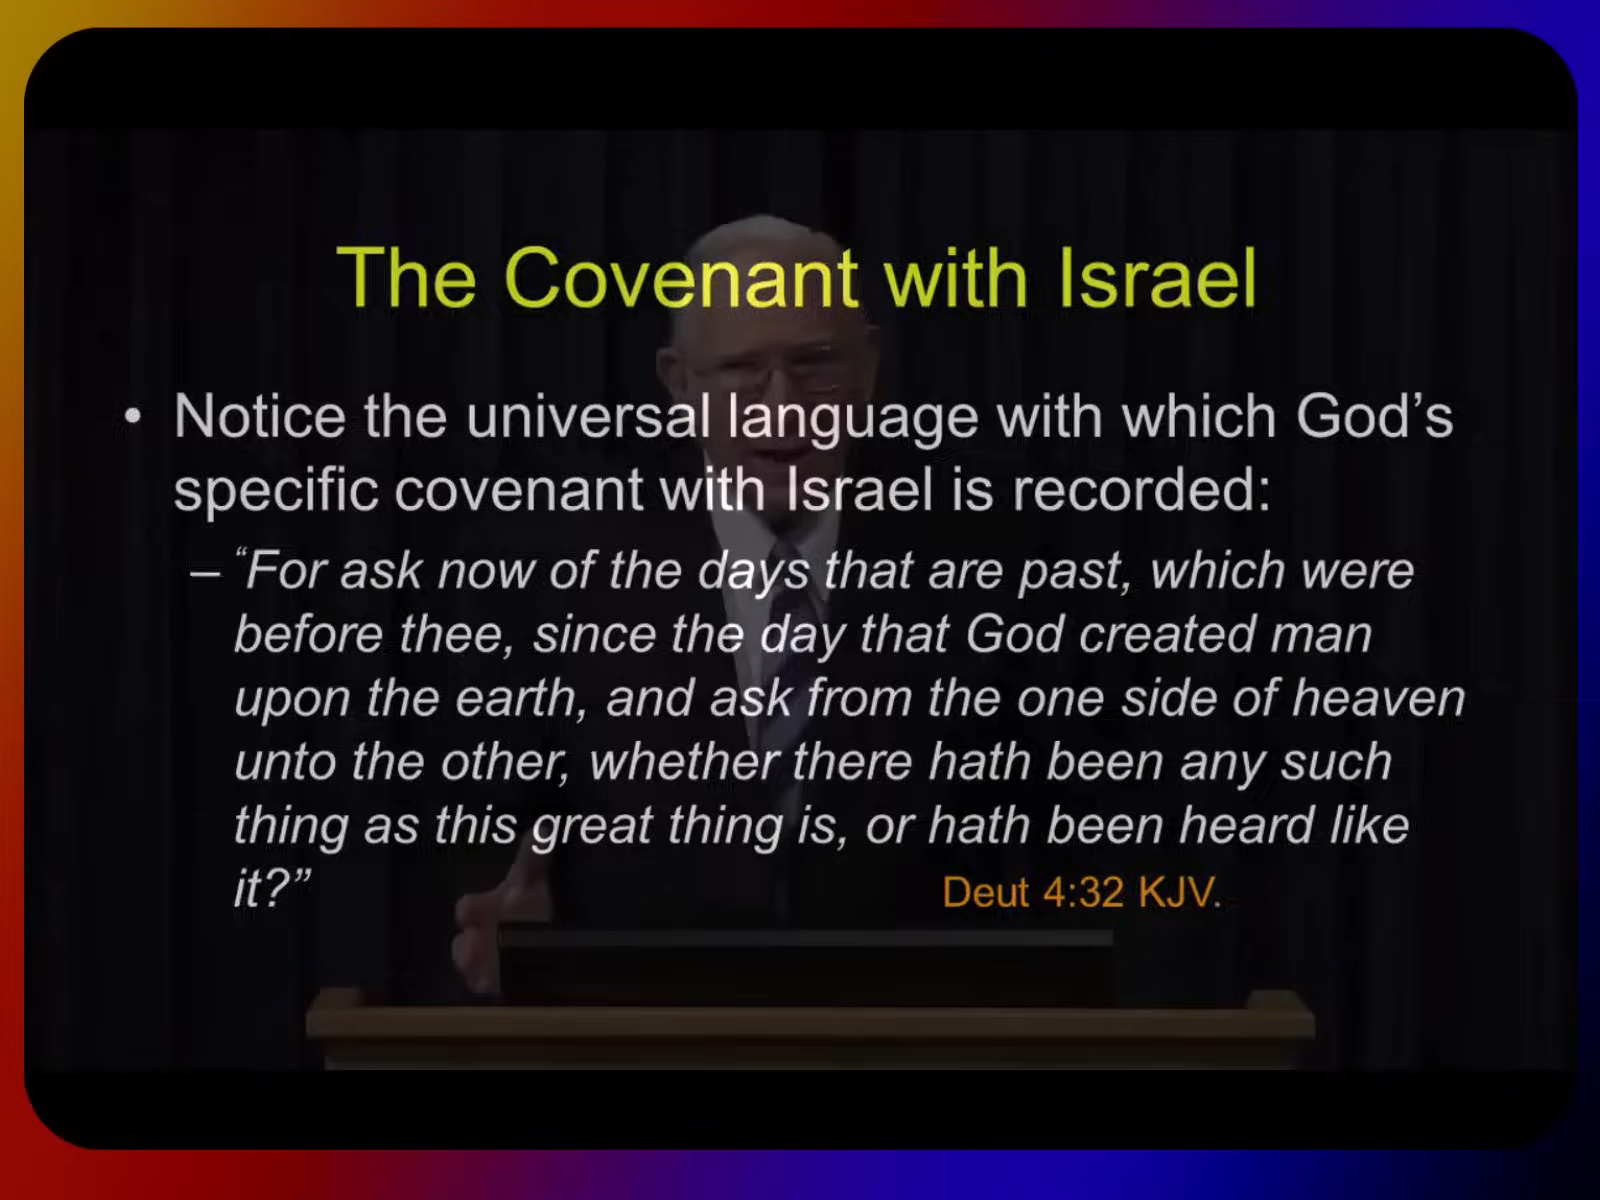 The Covenant with Israel
• Notice the universal language with which God’s
specific covenant with Israel is recorded:
– “For ask now of the days that are past, which were
before thee, since the day that God created man
upon the earth, and ask from the one side of heaven
unto the other, whether there hath been any such
thing as this great thing is, or hath been heard like
it?” Deut 4:32 KJV.